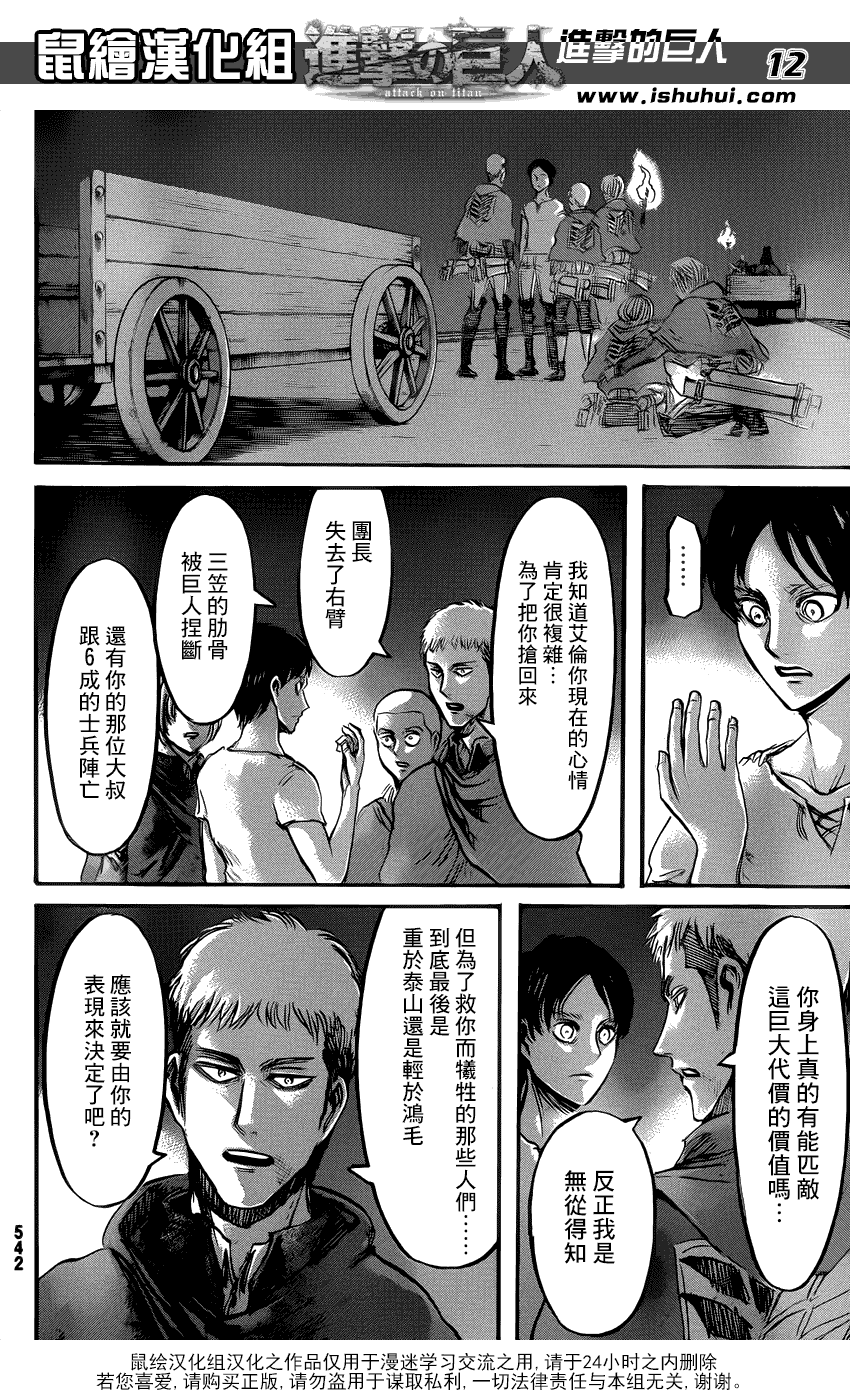 鼠繪漢化組
進撃の巨人
attack on titan
進擊的巨人
12
www.ishuhui.com
……
我知道艾倫你現在的心情
肯定很複雜…
為了把你搶回來
團長
失去了右臂
三笠的肋骨
被巨人捏斷
還有你的那位大叔
跟6成的士兵陣亡
你身上真的有能匹敵
這巨大代價的價值嗎…
反正我是
無從得知
但為了救你而犧牲的那些人們……
到底最後是
重於泰山還是輕於鴻毛
應該就要由你的
表現來決定了吧？
542
鼠绘汉化组汉化之作品仅用于漫迷学习交流之用, 请于24小时之内删除
若您喜爱, 请购买正版, 请勿用于谋取私利, 一切法律责任与本组无关, 谢谢。